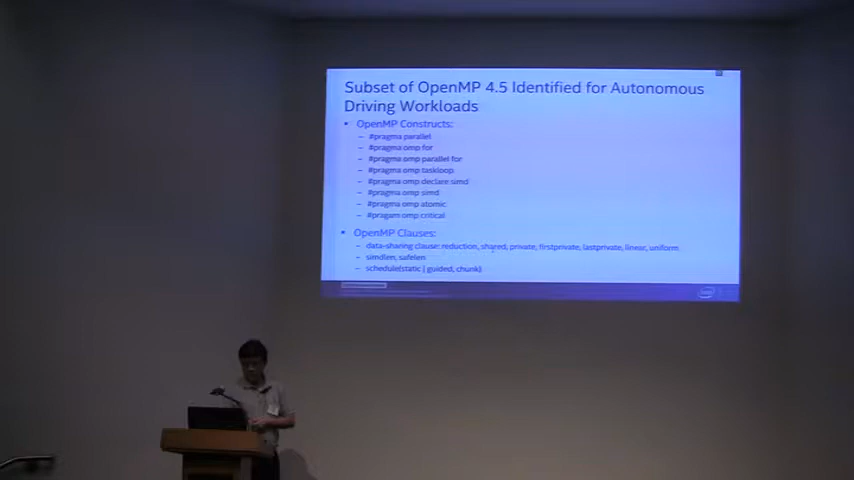 Subset of OpenMP 4.5 Identified for Autonomous
Driving Workloads
• OpenMP Constructs:
– #pragma parallel
– #pragma omp for
– #pragma omp parallel for
– #pragma omp taskloop
– #pragma omp declare simd
– #pragma omp simd
– #pragma omp atomic
– #pragam omp critical
• OpenMP Clauses:
– data-sharing clause: reduction, shared, private, firstprivate, lastprivate, linear, uniform
– simdlen, safelen
– schedule(static | guided, chunk)
(intel)